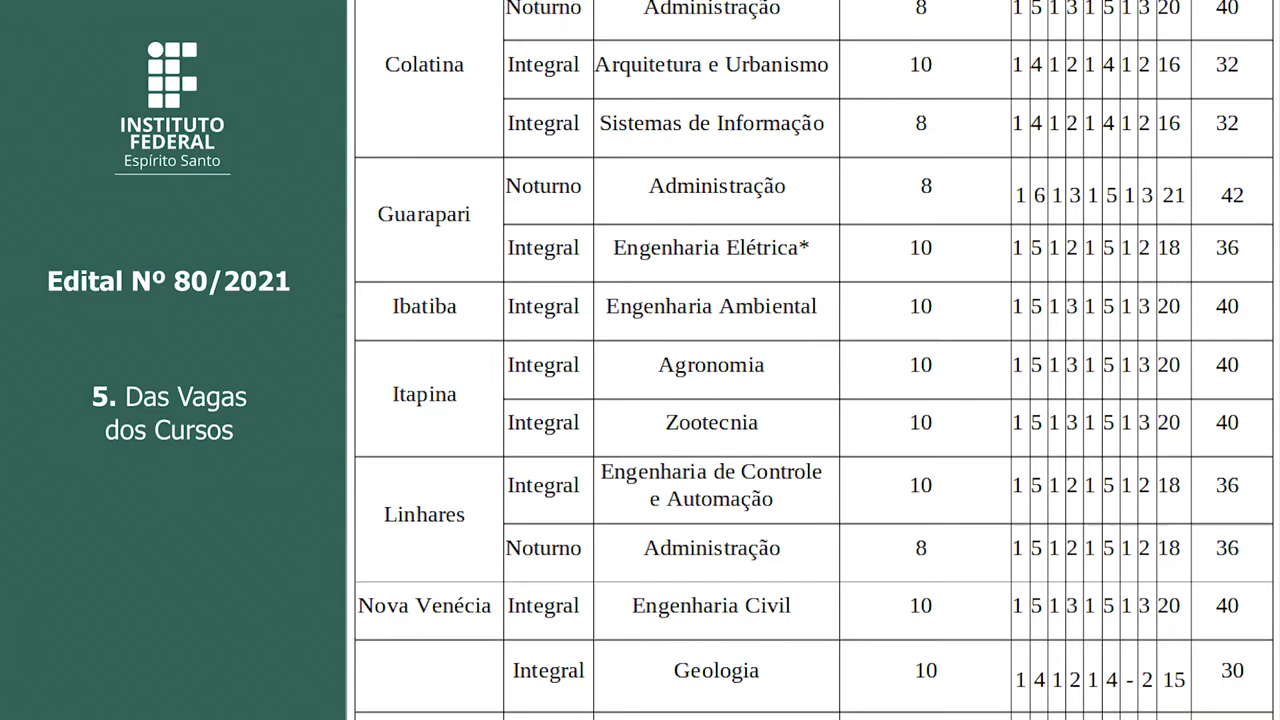 INSTITUTO
FEDERAL
Espírito Santo
Edital Nº 80/2021
5. Das Vagas
dos Cursos
Noturno Administração 8 1 5 1 3 1 5 1 3 20 40
Colatina Integral Arquitetura e Urbanismo 10 1 4 1 2 1 4 1 2 16 32
Integral Sistemas de Informação 8 1 4 1 2 1 4 1 2 16 32
Guarapari Noturno Administração 8 1 6 1 3 1 5 1 3 21 42
Integral Engenharia Elétrica* 10 1 5 1 2 1 5 1 2 18 36
Ibatiba Integral Engenharia Ambiental 10 1 5 1 3 1 5 1 3 20 40
Itapina Integral Agronomia 10 1 5 1 3 1 5 1 3 20 40
Integral Zootecnia 10 1 5 1 3 1 5 1 3 20 40
Linhares Integral Engenharia de Controle
e Automação 10 1 5 1 2 1 5 1 2 18 36
Noturno Administração 8 1 5 1 2 1 5 1 2 18 36
Nova Venécia Integral Engenharia Civil 10 1 5 1 3 1 5 1 3 20 40
Integral Geologia 10 1 4 1 2 1 4 - 2 15 30